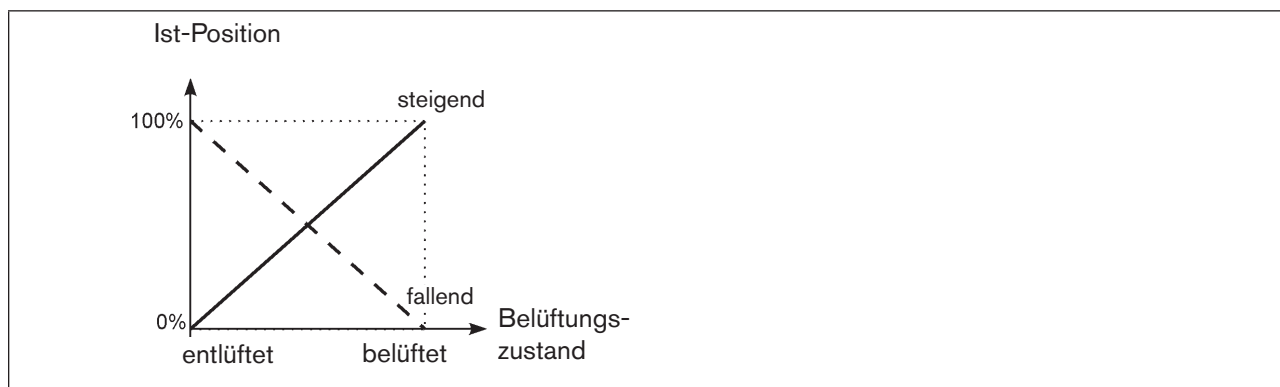 Ist-Position
steigend
100%
fallend
0%
Belüftungs-
zustand
entlüftet
belüftet